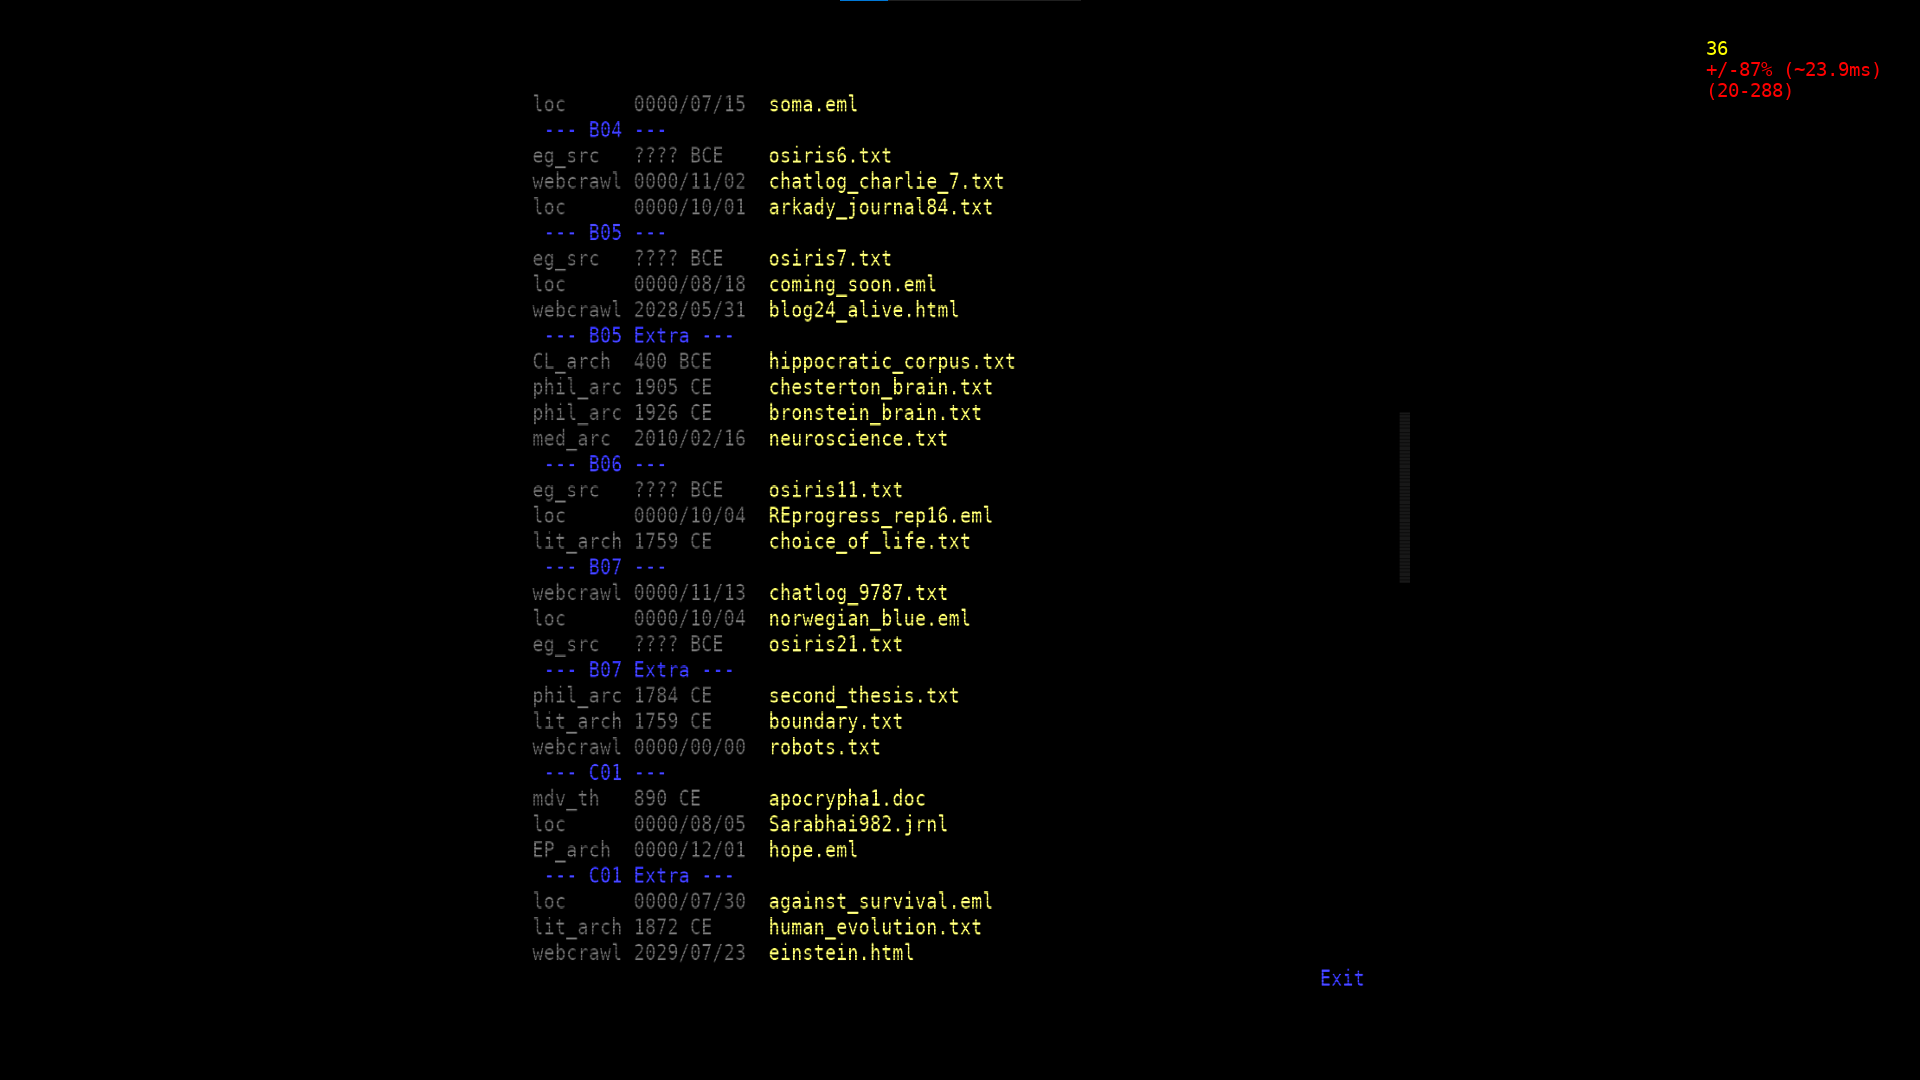 36
+/-87% (~23.9ms)
(20-288)
loc 0000/07/15 soma.eml
--- B04 ---
eg_src ???? BCE osiris6.txt
webcrawl 0000/11/02 chatlog_charlie_7.txt
loc 0000/10/01 arkady_journal84.txt
--- B05 ---
eg_src ???? BCE osiris7.txt
loc 0000/08/18 coming_soon.eml
webcrawl 2028/05/31 blog24_alive.html
--- B05 Extra ---
CL_arch 400 BCE hippocratic_corpus.txt
phil_arc 1905 CE chesterton_brain.txt
phil_arc 1926 CE bronstein_brain.txt
med_arc 2010/02/16 neuroscience.txt
--- B06 ---
eg_src ???? BCE osiris11.txt
loc 0000/10/04 REprogress_rep16.eml
lit_arch 1759 CE choice_of_life.txt
--- B07 ---
webcrawl 0000/11/13 chatlog_9787.txt
loc 0000/10/04 norwegian_blue.eml
eg_src ???? BCE osiris21.txt
--- B07 Extra ---
phil_arc 1784 CE second_thesis.txt
lit_arch 1759 CE boundary.txt
webcrawl 0000/00/00 robots.txt
--- C01 ---
mdv_th 890 CE apocrypha1.doc
loc 0000/08/05 Sarabhai982.jrnl
EP_arch 0000/12/01 hope.eml
--- C01 Extra ---
loc 0000/07/30 against_survival.eml
lit_arch 1872 CE human_evolution.txt
webcrawl 2029/07/23 einstein.html
Exit